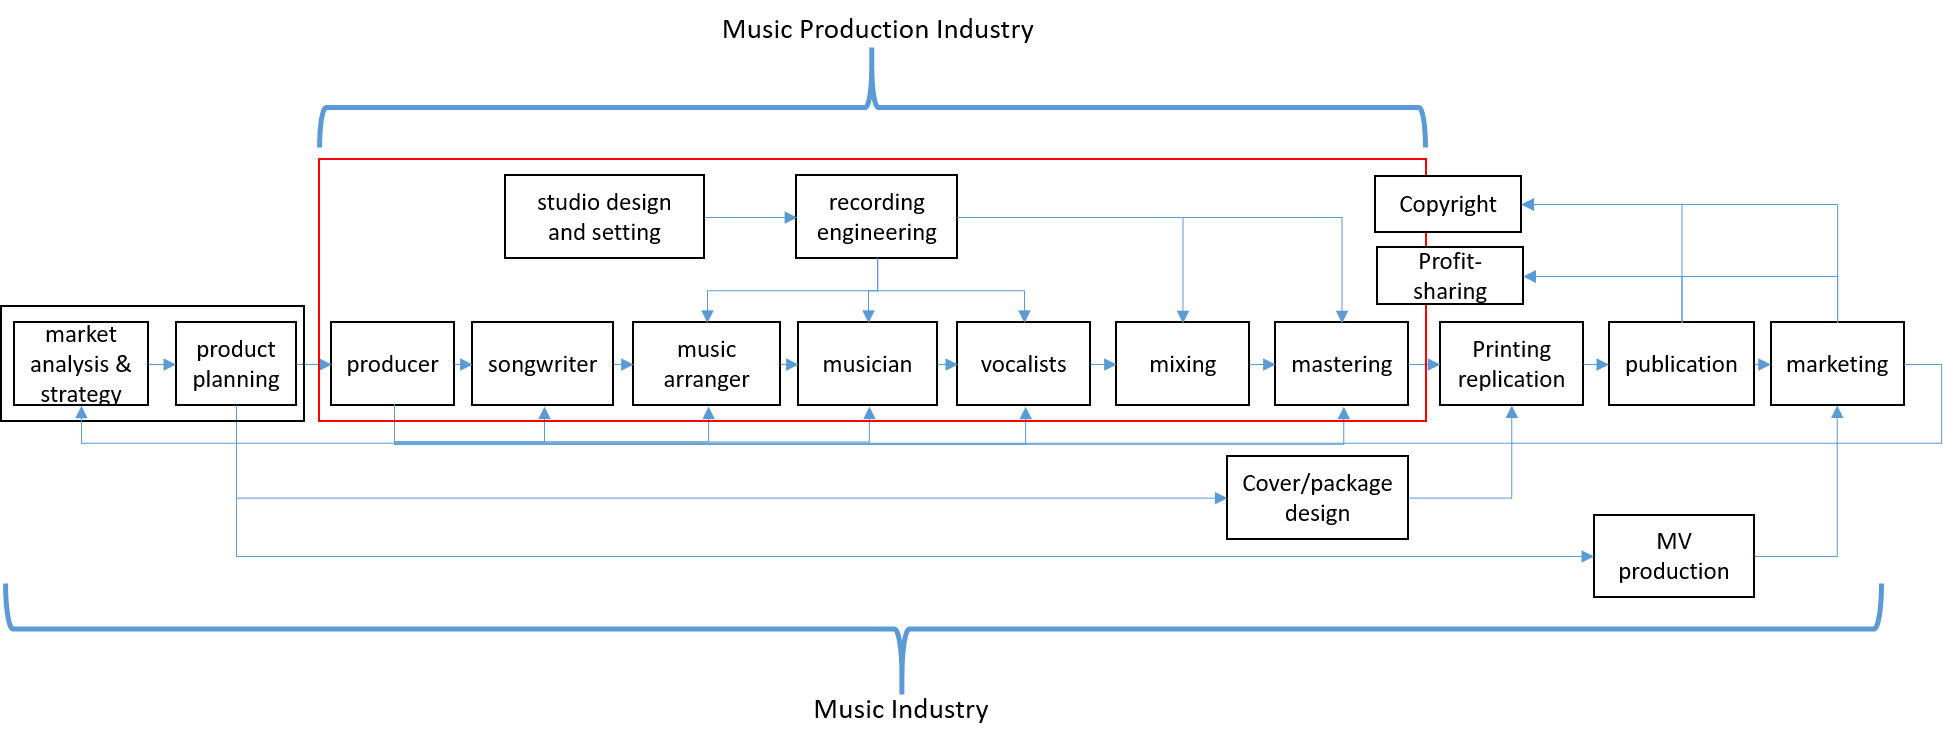 Music Production Industry
studio design
and setting
recording
engineering
Copyright
Profit-
sharing
market
analysis &
strategy
product
planning
producer
songwriter
music
arranger
musician
vocalists
mixing
mastering
Printing
replication
publication
marketing
Cover/package
design
MV
production
Music Industry